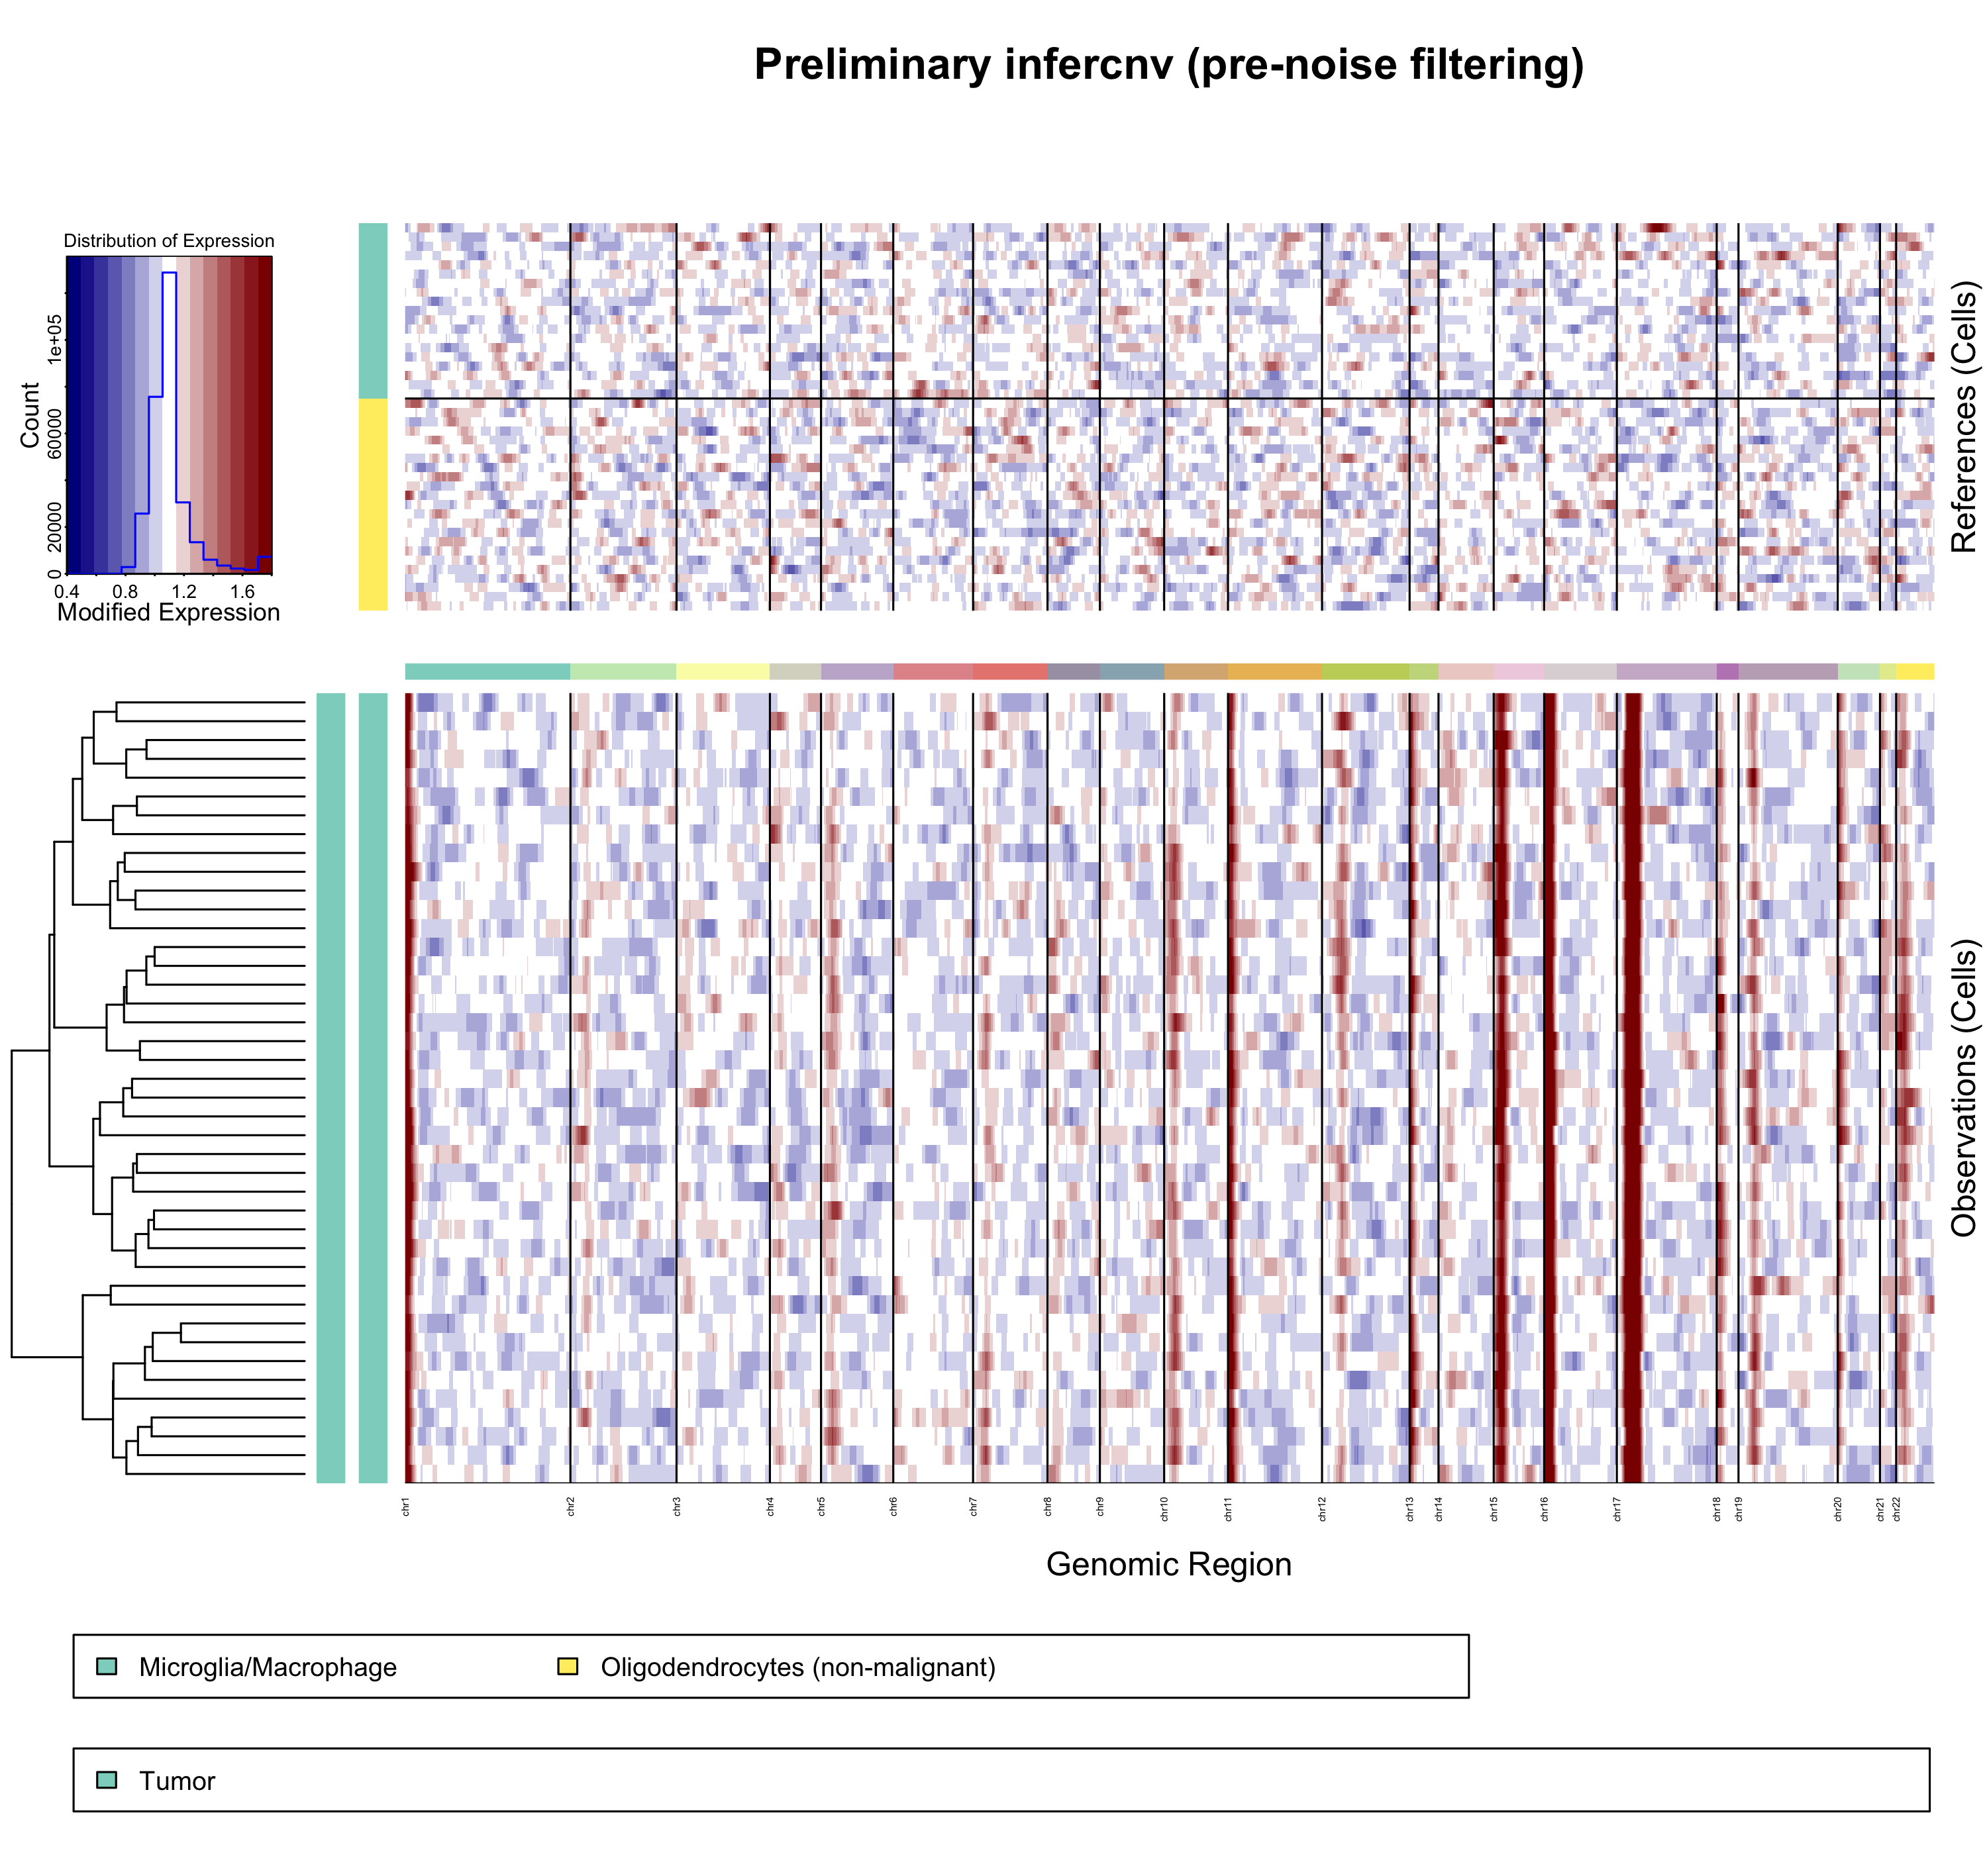 Preliminary infercnv (pre-noise filtering)
Distribution of Expression
Count
0 20000 60000 1e+05
0.4 0.8 1.2 1.6
Modified Expression
References (Cells)
Observations (Cells)
chr1 chr2 chr3 chr4 chr5 chr6 chr7 chr8 chr9 chr10 chr11 chr12 chr13 chr14 chr15 chr16 chr17 chr18 chr19 chr20 chr21 chr22
Genomic Region
Microglia/Macrophage Oligodendrocytes (non-malignant)
Tumor